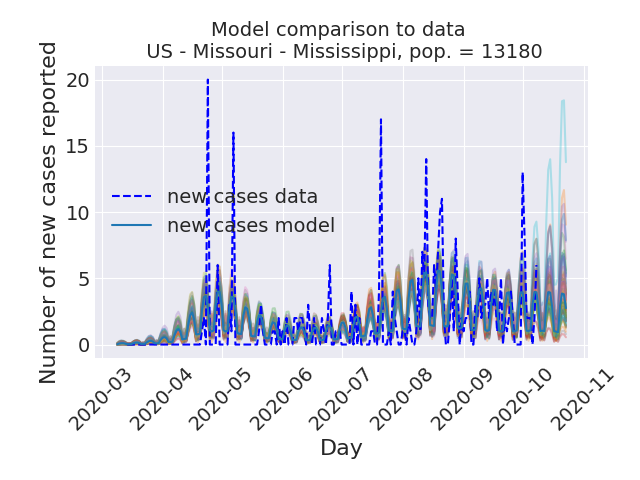 Model comparison to data
US - Missouri - Mississippi, pop. = 13180
Number of new cases reported
20
15
10
5
0
new cases data
new cases model
2020-03
2020-04
2020-05
2020-06
2020-07
2020-08
2020-09
2020-10
2020-11
Day